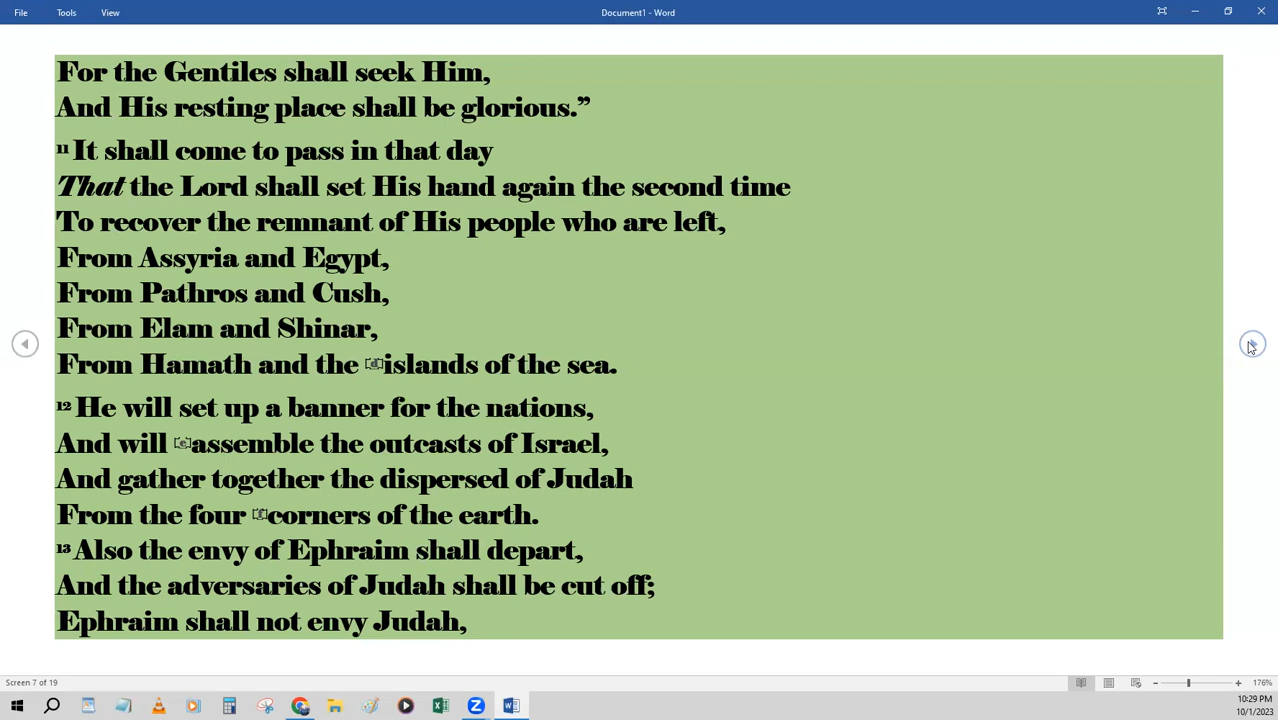 File Tools View Document1 - Word
For the Gentiles shall seek Him,
And His resting place shall be glorious.”
11 It shall come to pass in that day
That the Lord shall set His hand again the second time
To recover the remnant of His people who are left,
From Assyria and Egypt,
From Pathros and Cush,
From Elam and Shinar,
From Hamath and the [d]islands of the sea.
12 He will set up a banner for the nations,
And will [e]assemble the outcasts of Israel,
And gather together the dispersed of Judah
From the four [f]corners of the earth.
13 Also the envy of Ephraim shall depart,
And the adversaries of Judah shall be cut off;
Ephraim shall not envy Judah,
Screen 7 of 19 176%
10:29 PM
10/1/2023